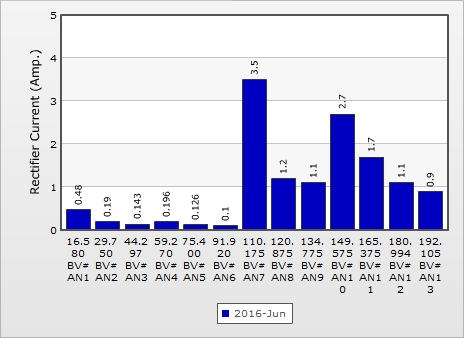 5
4
3
2
1
0
Rectifier Current (Amp.)
0.48
0.19
0.143
0.196
0.126
0.1
3.5
1.2
1.1
2.7
1.7
1.1
0.9
16.5 29.7 44.2 59.2 75.4 91.9 110. 120. 134. 149. 165. 180. 192.
80 50 97 70 00 20 175 875 775 575 375 994 105
BV# BV# BV# BV# BV# BV# BV# BV# BV# BV# BV# BV# BV#
AN1 AN2 AN3 AN4 AN5 AN6 AN7 AN8 AN9 AN1 AN1 AN1 AN1
0 1 2 3
2016-Jun